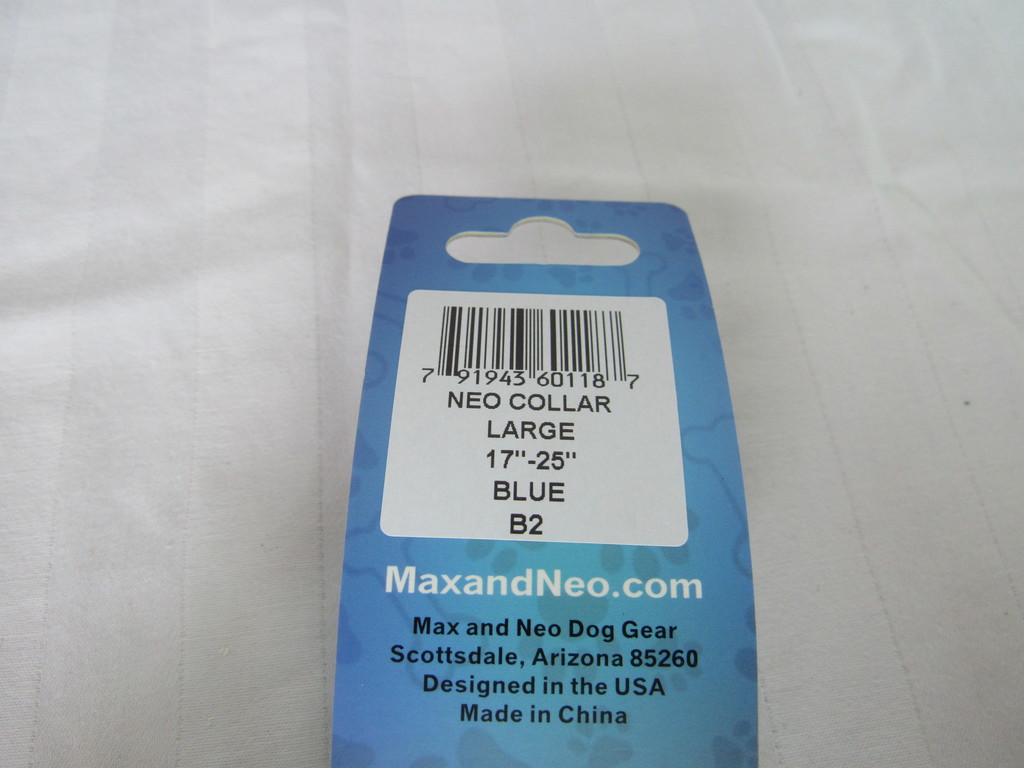 7 91943 60118 7
NEO COLLAR
LARGE
17"-25"
BLUE
B2
MaxandNeo.com
Max and Neo Dog Gear
Scottsdale, Arizona 85260
Designed in the USA
Made in China